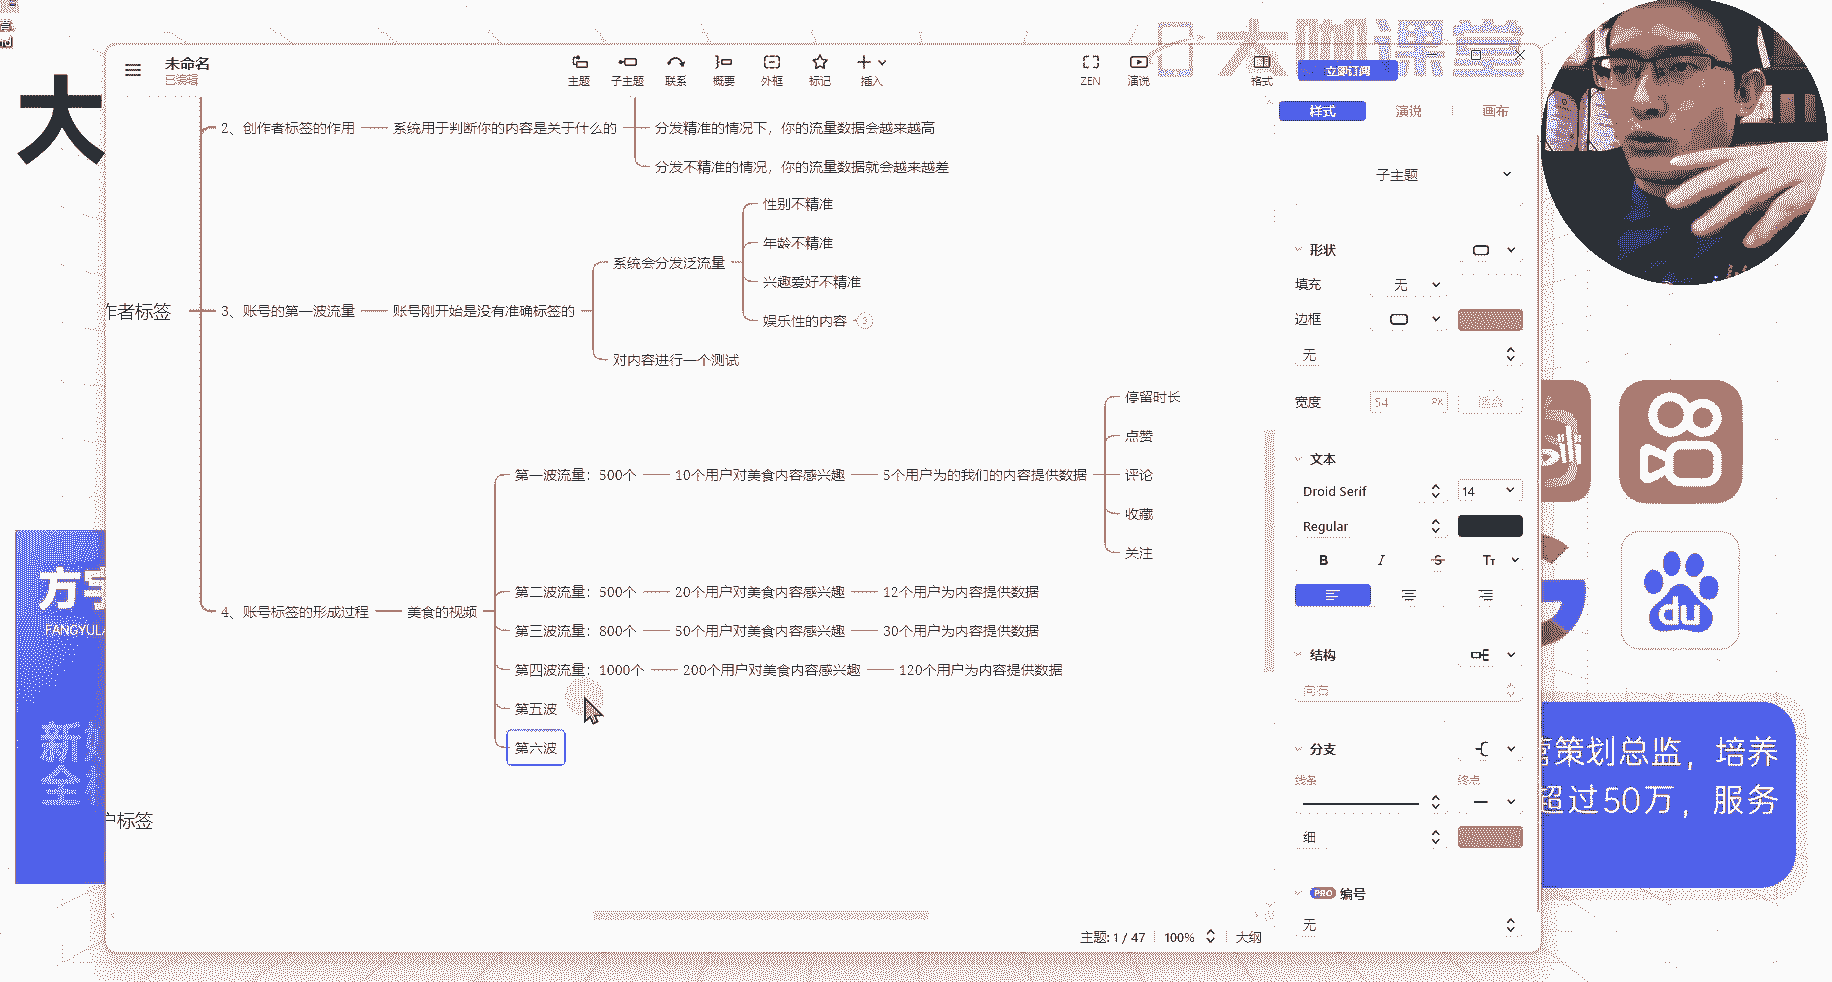 大咖课堂
大
未命名
已编辑
主题
子主题
联系
概要
外框
标记
插入
ZEN
演说
格式
立即订阅
样式
演说
画布
2、创作者标签的作用
系统用于判断你的内容是关于什么的
分发精准的情况下，你的流量数据会越来越高
分发不精准的情况，你的流量数据就会越来越差
作者标签
3、账号的第一波流量
账号刚开始是没有准确标签的
系统会分发泛流量
性别不精准
年龄不精准
兴趣爱好不精准
娱乐性的内容
3
对内容进行一个测试
4、账号标签的形成过程
美食的视频
第一波流量：500个
10个用户对美食内容感兴趣
5个用户为的我们的内容提供数据
停留时长
点赞
评论
收藏
关注
第二波流量：500个
20个用户对美食内容感兴趣
12个用户为内容提供数据
第三波流量：800个
50个用户对美食内容感兴趣
30个用户为内容提供数据
第四波流量：1000个
200个用户对美食内容感兴趣
120个用户为内容提供数据
第五波
第六波
户标签
子主题
形状
填充
无
边框
无
宽度
54
PX
适合
文本
Droid Serif
14
Regular
B
I
S
Tт
结构
向右
分支
线条
终点
细
PRO
编号
无
主题: 1 / 47
100%
大纲
方宇
FANGYULA
新媒
全
du
营策划总监，培养
超过50万，服务